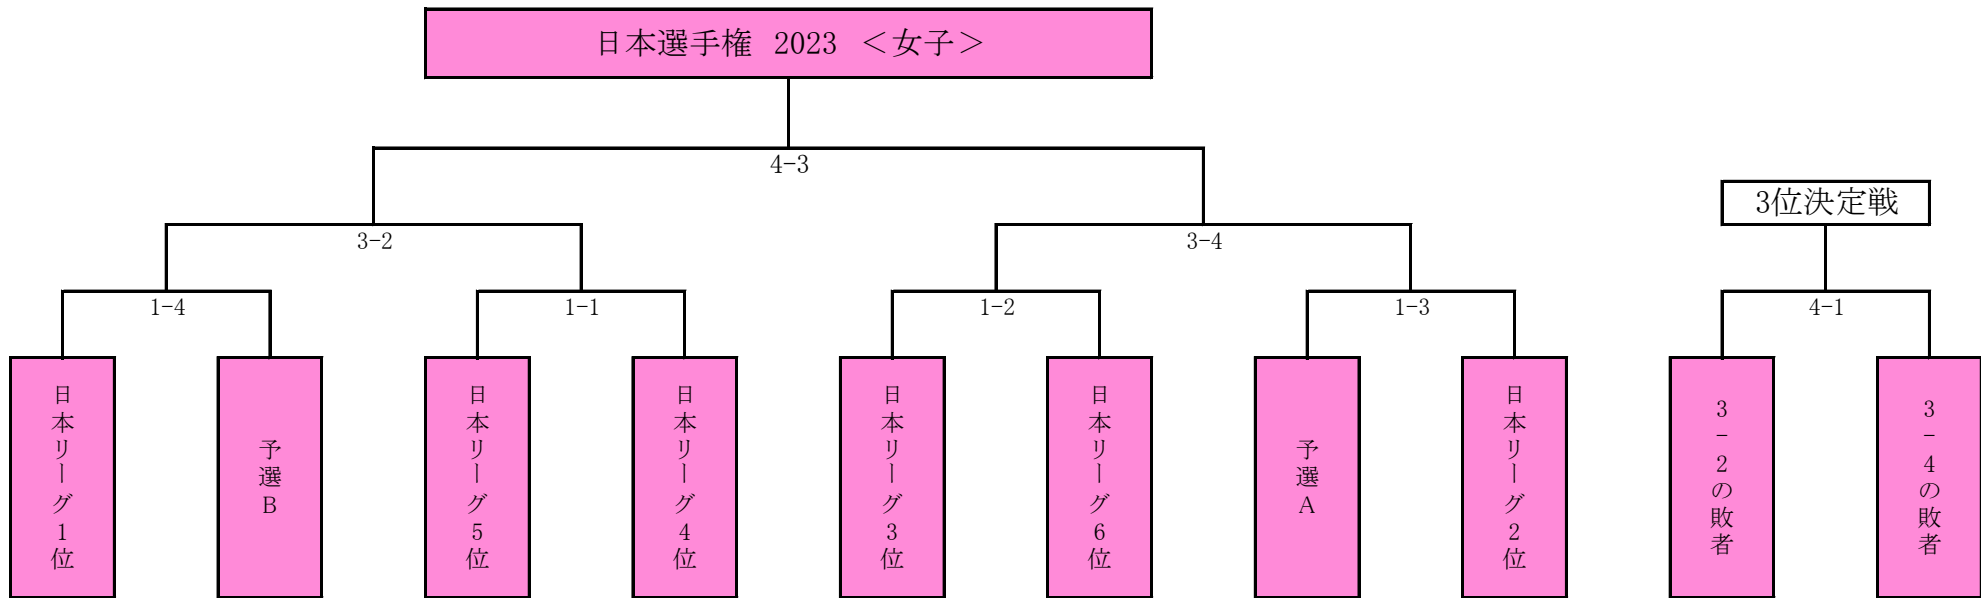 日本選手権 2023 ＜女子＞
4-3
3位決定戦
3-2
3-4
1-4
1-1
1-2
1-3
4-1
日本リーグ1位
予選B
日本リーグ5位
日本リーグ4位
日本リーグ3位
日本リーグ6位
予選A
日本リーグ2位
3-2の敗者
3-4の敗者